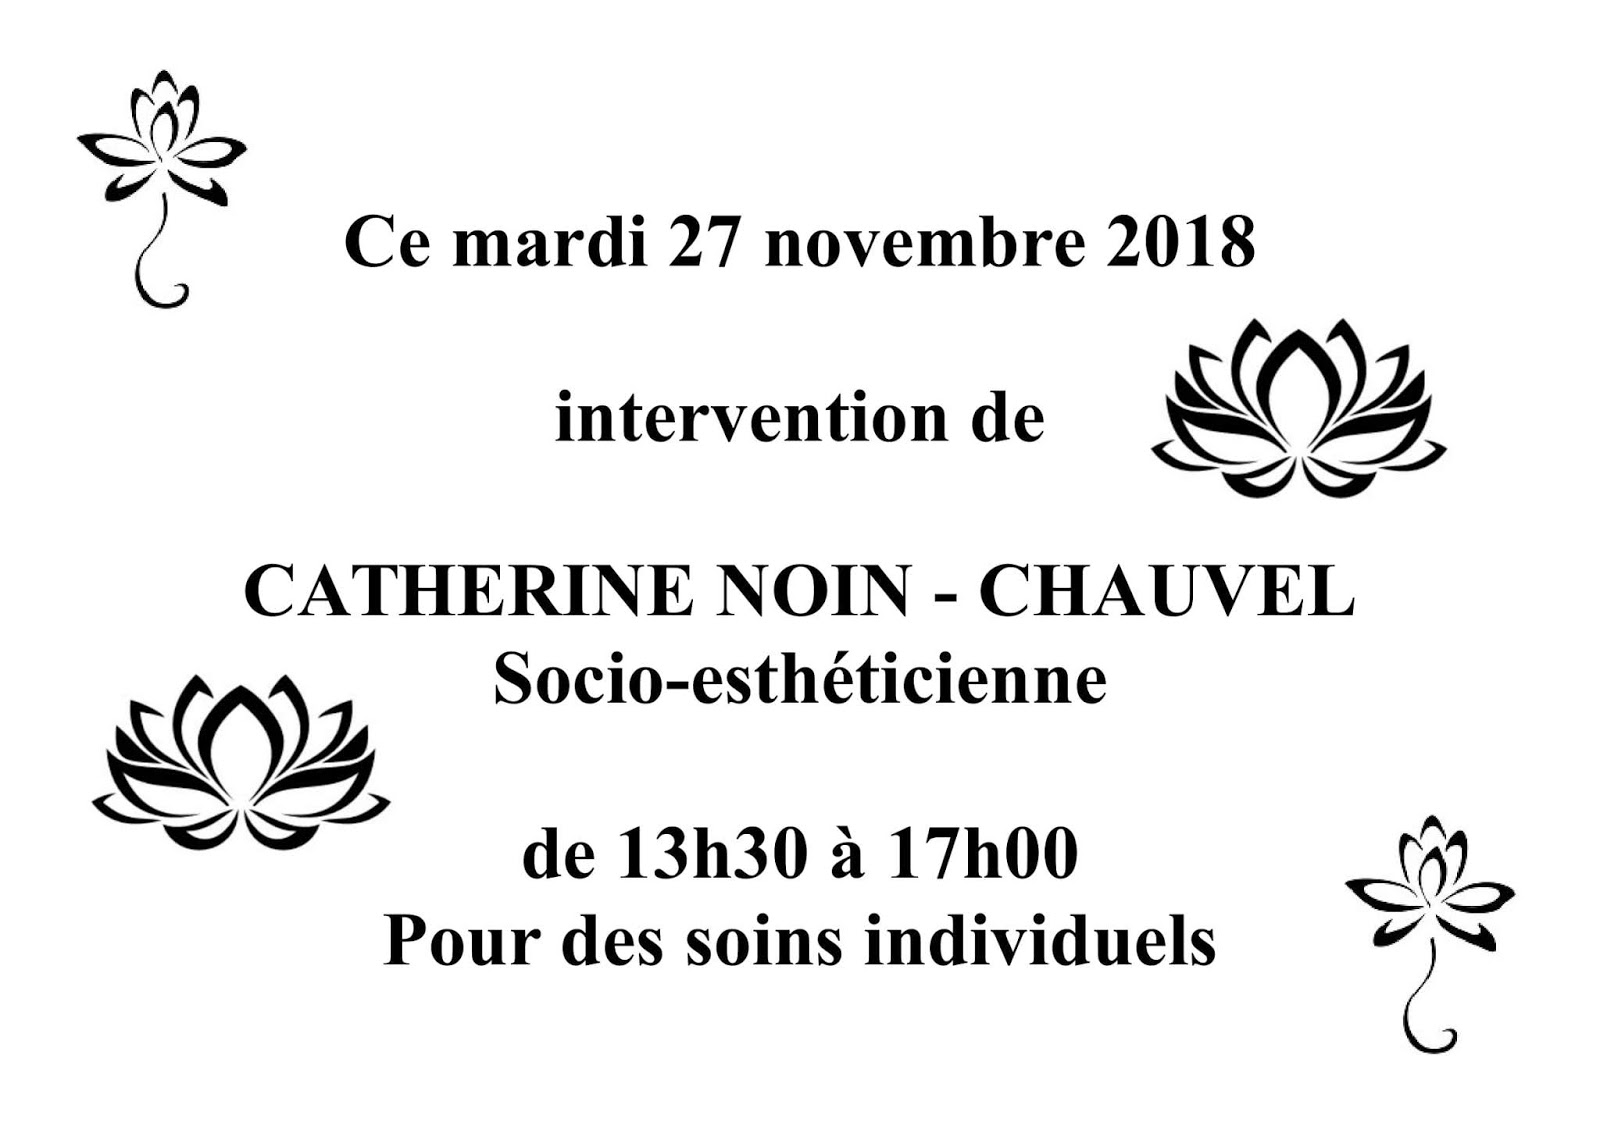 Ce mardi 27 novembre 2018
intervention de
CATHERINE NOIN - CHAUVEL
Socio-esthéticienne
de 13h30 à 17h00
Pour des soins individuels